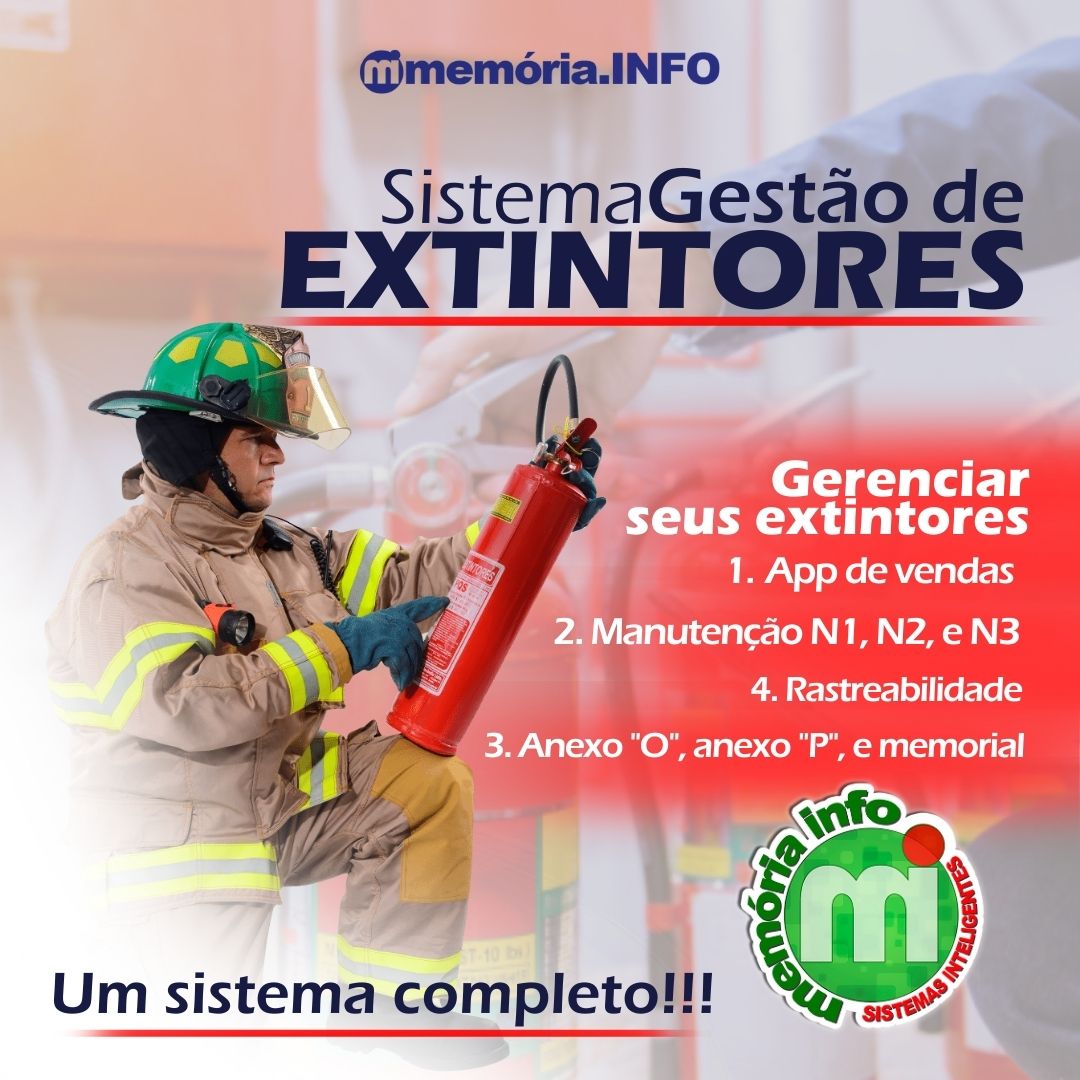 memória.INFO
SistemaGestão de
EXTINTORES
Gerenciar
seus extintores
1. App de vendas
2. Manutenção N1, N2, e N3
4. Rastreabilidade
3. Anexo "O", anexo "P", e memorial
memória info
mi
SISTEMAS INTELIGENTES
Um sistema completo!!!